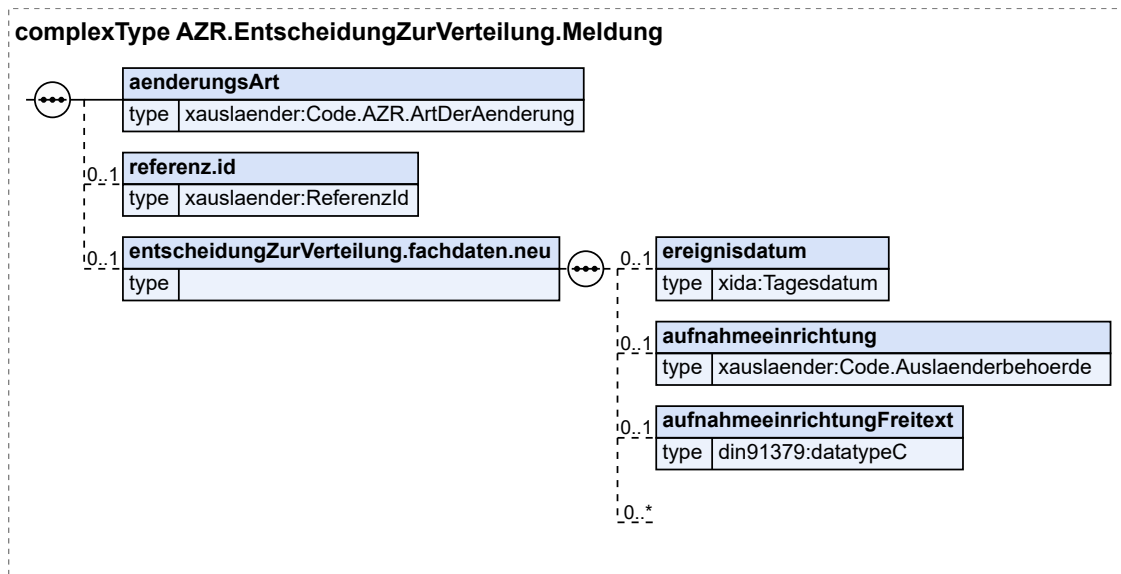 complexType AZR.EntscheidungZurVerteilung.Meldung
aenderungsArt
type xauslaender:Code.AZR.ArtDerAenderung
0..1 referenz.id
type xauslaender:ReferenzId
0..1 entscheidungZurVerteilung.fachdaten.neu
type
0..1 ereignisdatum
type xida:Tagesdatum
0..1 aufnahmeeinrichtung
type xauslaender:Code.Auslaenderbehoerde
0..1 aufnahmeeinrichtungFreitext
type din91379:datatypeC
0..*